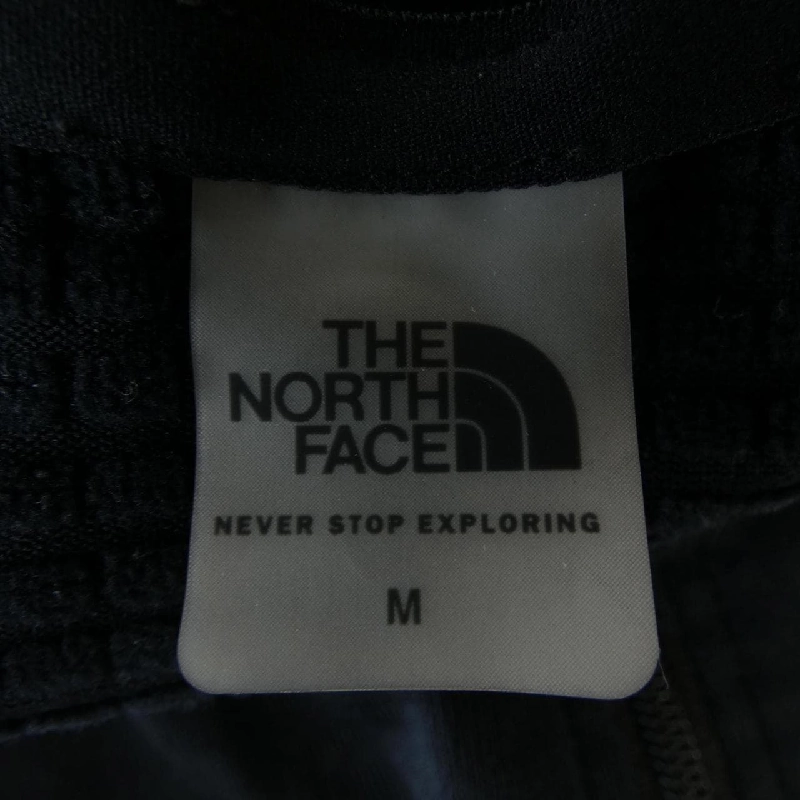 THE
NORTH
FACE
NEVER STOP EXPLORING
M